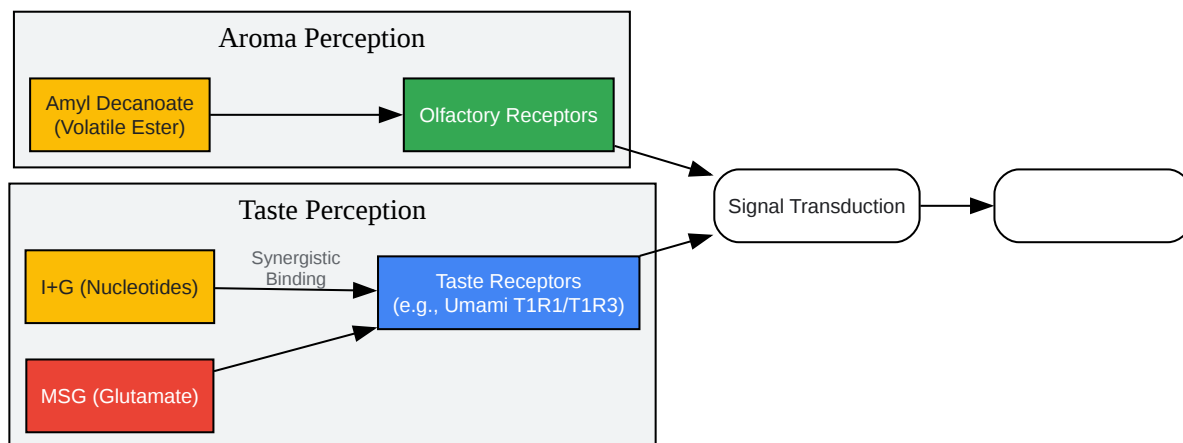 Aroma Perception
Amyl Decanoate
(Volatile Ester)
Olfactory Receptors
Taste Perception
I+G (Nucleotides)
Synergistic
Binding
Taste Receptors
(e.g., Umami T1R1/T1R3)
MSG (Glutamate)
Signal Transduction